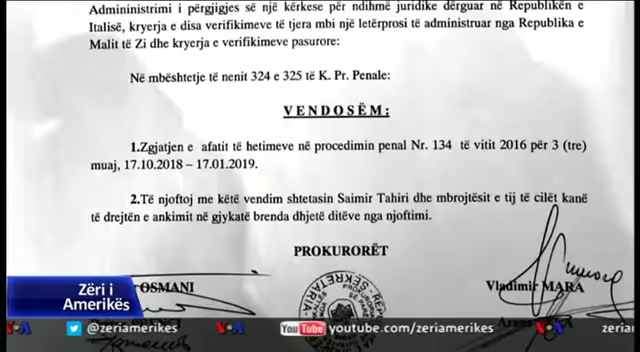 Admininistrimi i përgjigjes së një kërkese për ndihmë juridike dërguar në Republikën e
Italisë, kryerja e disa verifikimeve të tjera mbi një letërprosi të administruar nga Republika e
Malit të Zi dhe kryerja e verifikimeve pasurore:
Në mbështetje të nenit 324 e 325 të K. Pr. Penale:
VENDOSËM:
1.Zgjatjen e afatit të hetimeve në procedimin penal Nr. 134 të vitit 2016 për 3 (tre)
muaj, 17.10.2018 – 17.01.2019.
2.Të njoftoj me këtë vendim shtetasin Saimir Tahiri dhe mbrojtësit e tij të cilët kanë
të drejtën e ankimit në gjykatë brenda dhjetë ditëve nga njoftimi.
PROKURORËT
OSMANI
Vladimir MARA
Zëri i
Amerikës
VOA @zeriamerikes VOA YouTube youtube.com/zeriamerikes VOA @zeriamerikes